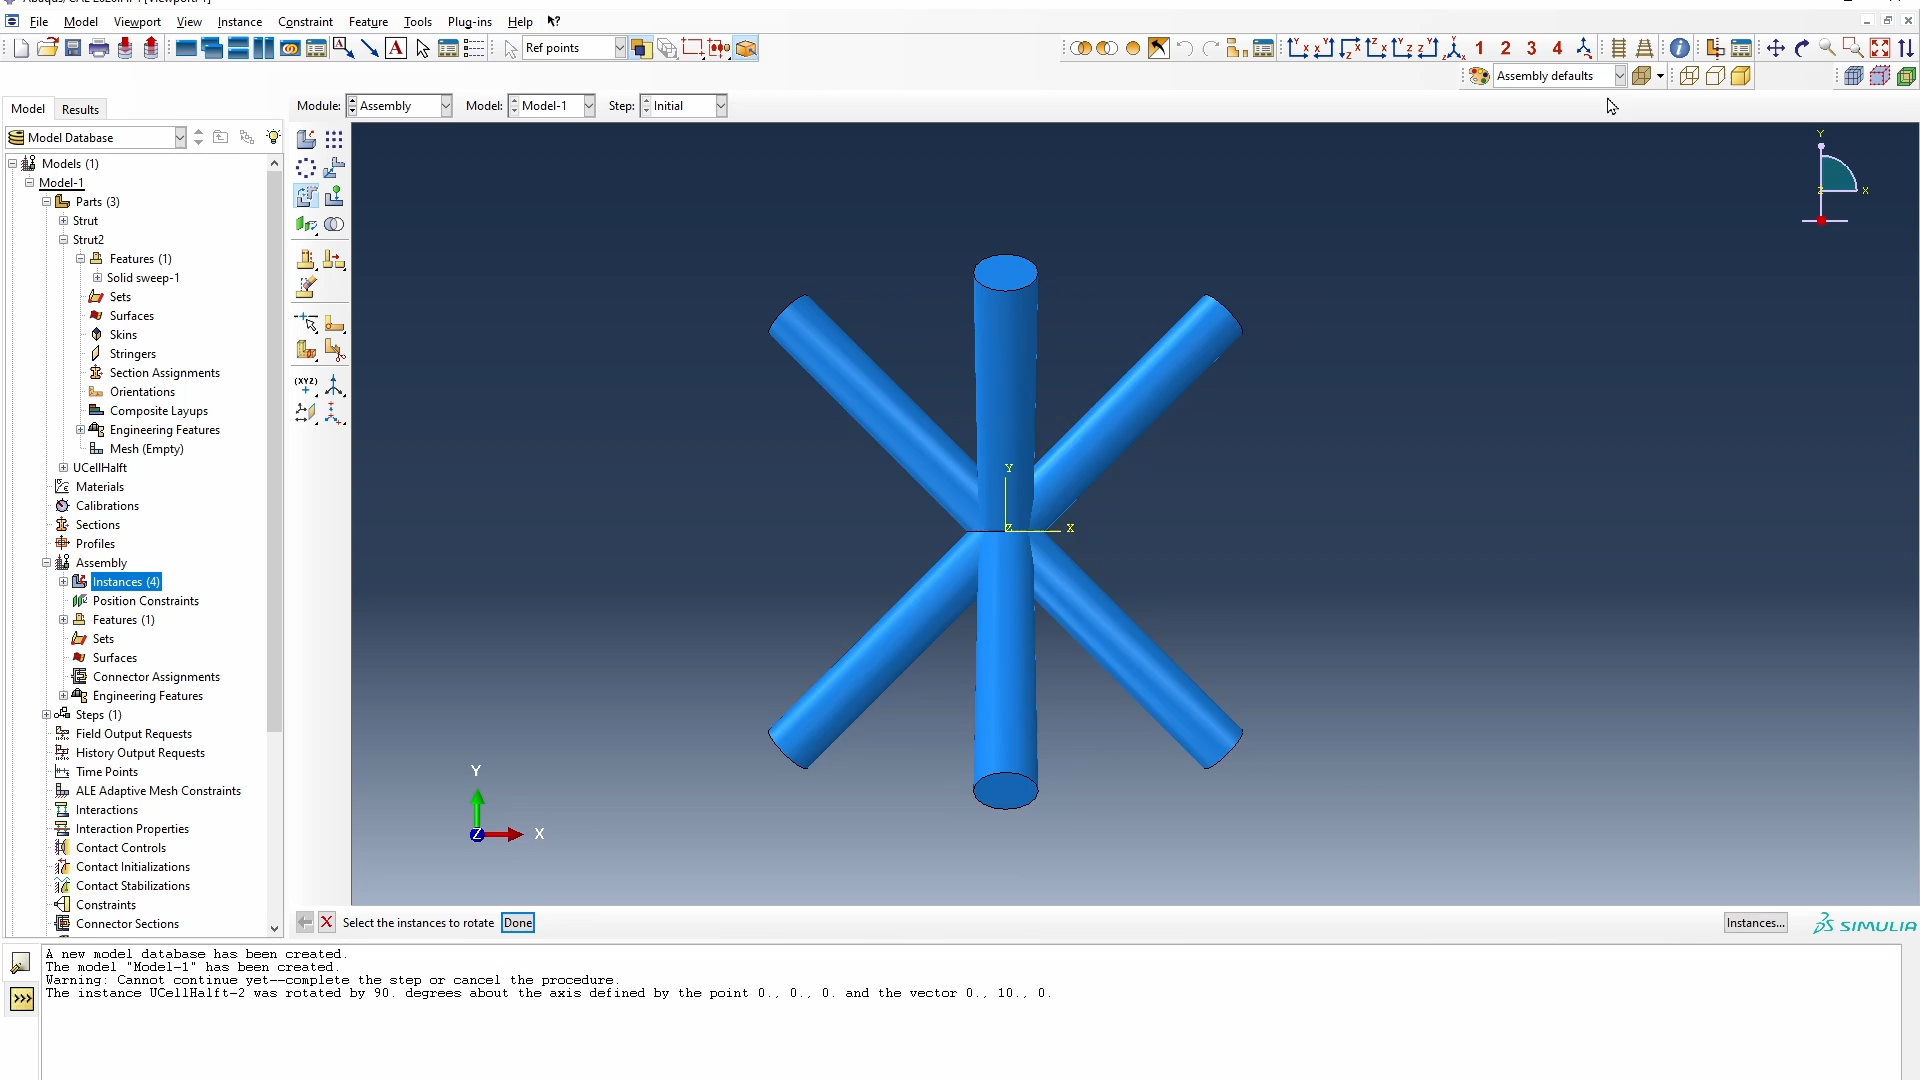 File Model Viewport View Instance Constraint Feature Tools Plug-ins Help
Ref points
1 2 3 4
Assembly defaults
Model Results
Module: Assembly Model: Model-1 Step: Initial
Model Database
Models (1)
Model-1
Parts (3)
Strut
Strut2
Features (1)
Solid sweep-1
Sets
Surfaces
Skins
Stringers
Section Assignments
Orientations
Composite Layups
Engineering Features
Mesh (Empty)
UCellHalft
Materials
Calibrations
Sections
Profiles
Assembly
Instances (4)
Position Constraints
Features (1)
Sets
Surfaces
Connector Assignments
Engineering Features
Steps (1)
Field Output Requests
History Output Requests
Time Points
ALE Adaptive Mesh Constraints
Interactions
Interaction Properties
Contact Controls
Contact Initializations
Contact Stabilizations
Constraints
Connector Sections
(XYZ)
Y
Z X
Y
Z X
Y
Z X
Select the instances to rotate Done
Instances...
SIMULIA
A new model database has been created.
The model "Model-1" has been created.
Warning: Cannot continue yet--complete the step or cancel the procedure.
The instance UCellHalft-2 was rotated by 90. degrees about the axis defined by the point 0., 0., 0. and the vector 0., 10., 0.